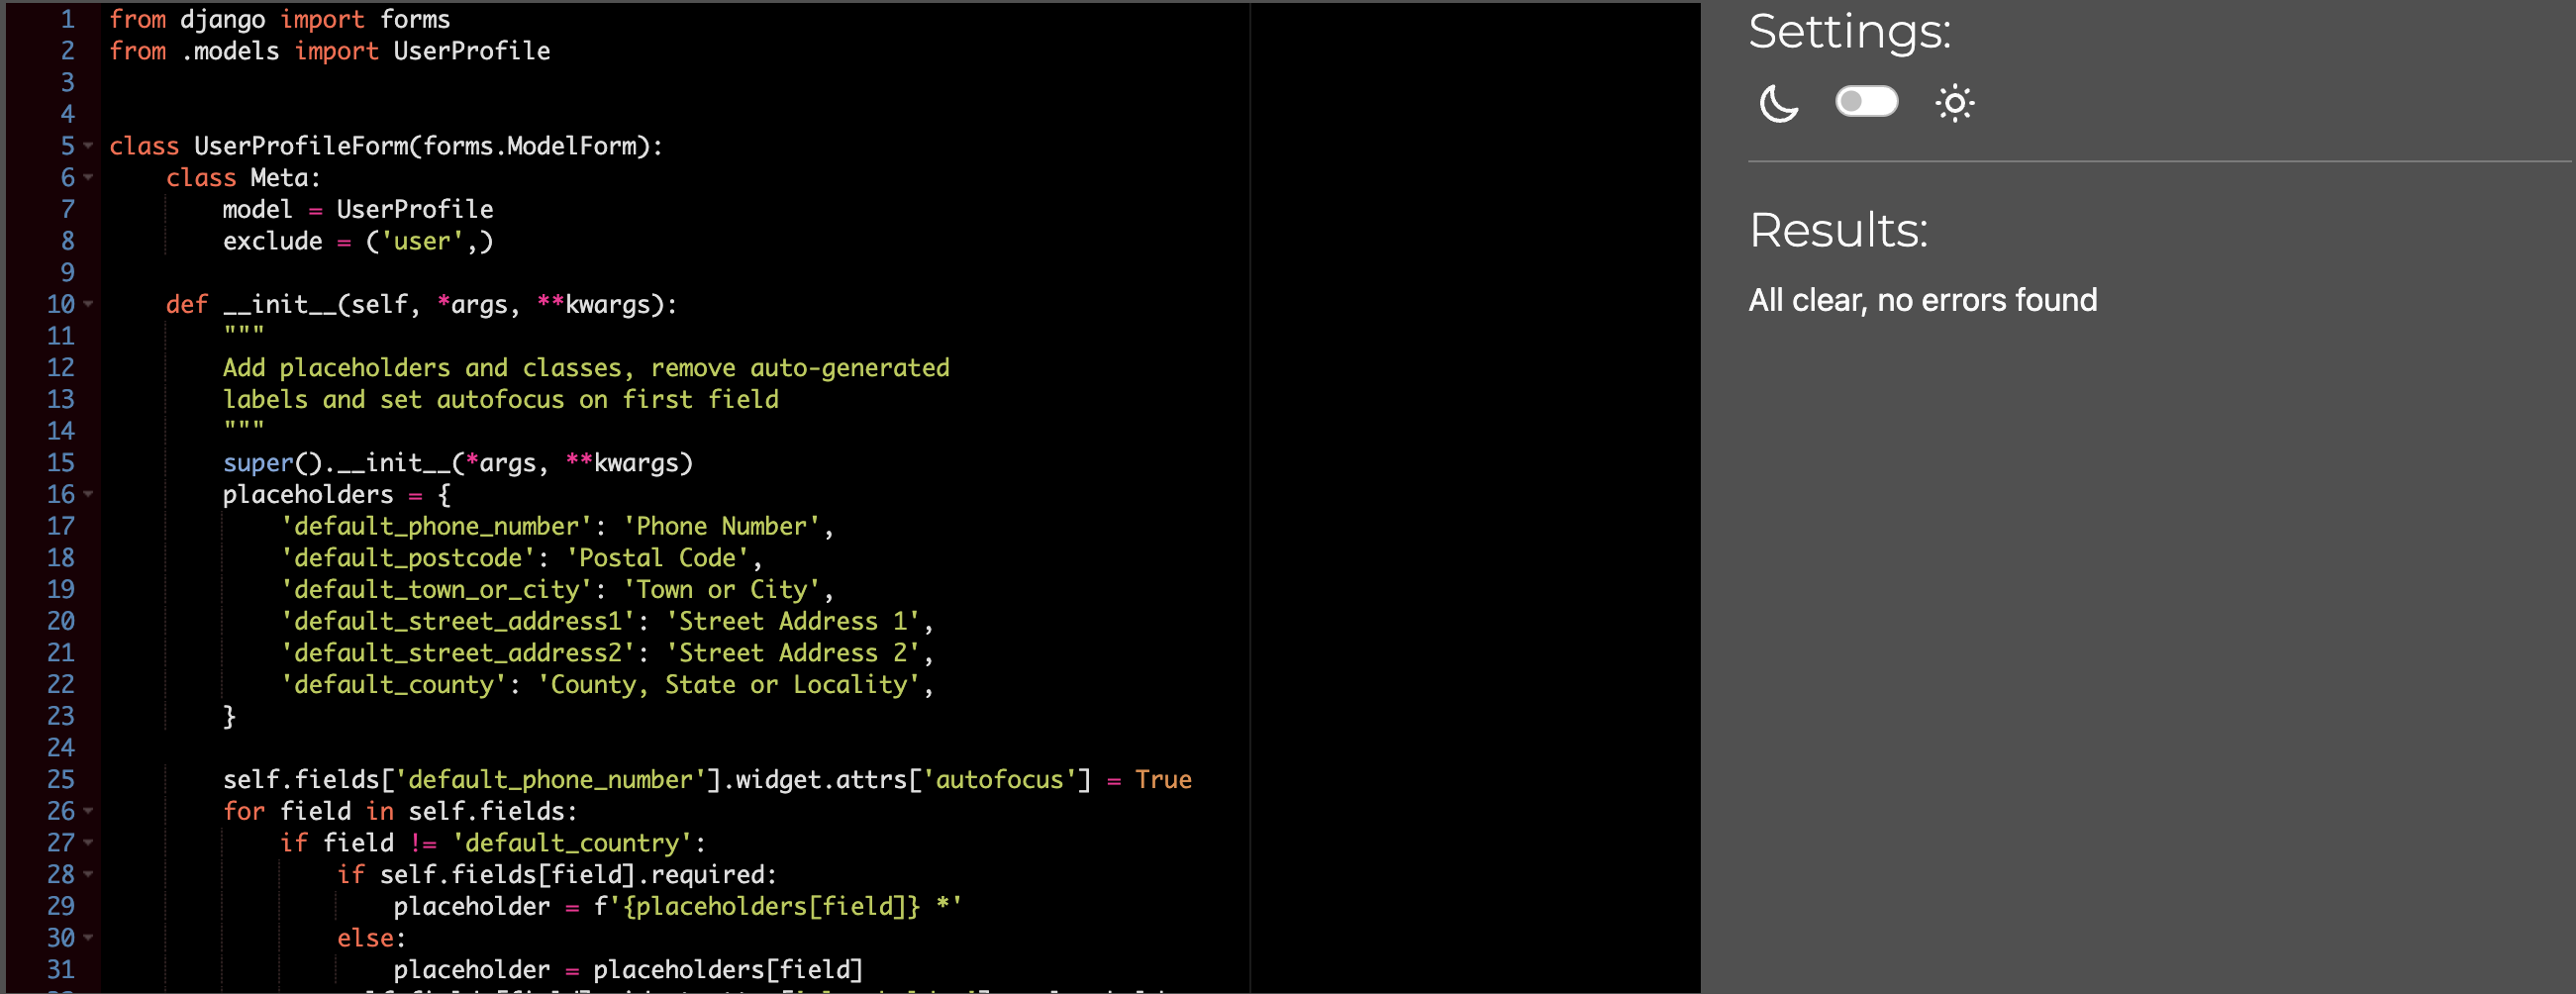 1 from django import forms
2 from .models import UserProfile
3
4
5 class UserProfileForm(forms.ModelForm):
6     class Meta:
7         model = UserProfile
8         exclude = ('user',)
9
10     def __init__(self, *args, **kwargs):
11         """
12         Add placeholders and classes, remove auto-generated
13         labels and set autofocus on first field
14         """
15         super().__init__(*args, **kwargs)
16         placeholders = {
17             'default_phone_number': 'Phone Number',
18             'default_postcode': 'Postal Code',
19             'default_town_or_city': 'Town or City',
20             'default_street_address1': 'Street Address 1',
21             'default_street_address2': 'Street Address 2',
22             'default_county': 'County, State or Locality',
23         }
24
25         self.fields['default_phone_number'].widget.attrs['autofocus'] = True
26         for field in self.fields:
27             if field != 'default_country':
28                 if self.fields[field].required:
29                     placeholder = f'{placeholders[field]} *'
30                 else:
31                     placeholder = placeholders[field]
Settings:
Results:
All clear, no errors found